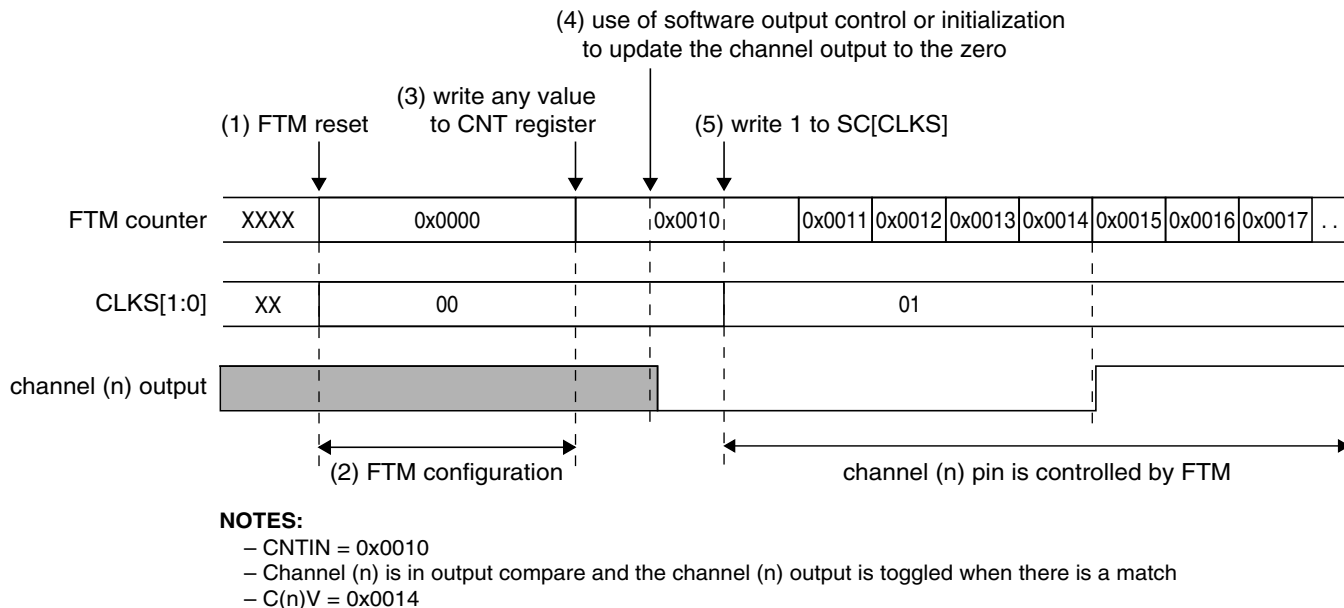 (4) use of software output control or initialization
to update the channel output to the zero
(3) write any value
to CNT register
(1) FTM reset
(5) write 1 to SC[CLKS]
FTM counter
XXXX
0x0000
0x0010
0x0011
0x0012
0x0013
0x0014
0x0015
0x0016
0x0017
. .
CLKS[1:0]
XX
00
01
channel (n) output
(2) FTM configuration
channel (n) pin is controlled by FTM
NOTES:
– CNTIN = 0x0010
– Channel (n) is in output compare and the channel (n) output is toggled when there is a match
– C(n)V = 0x0014